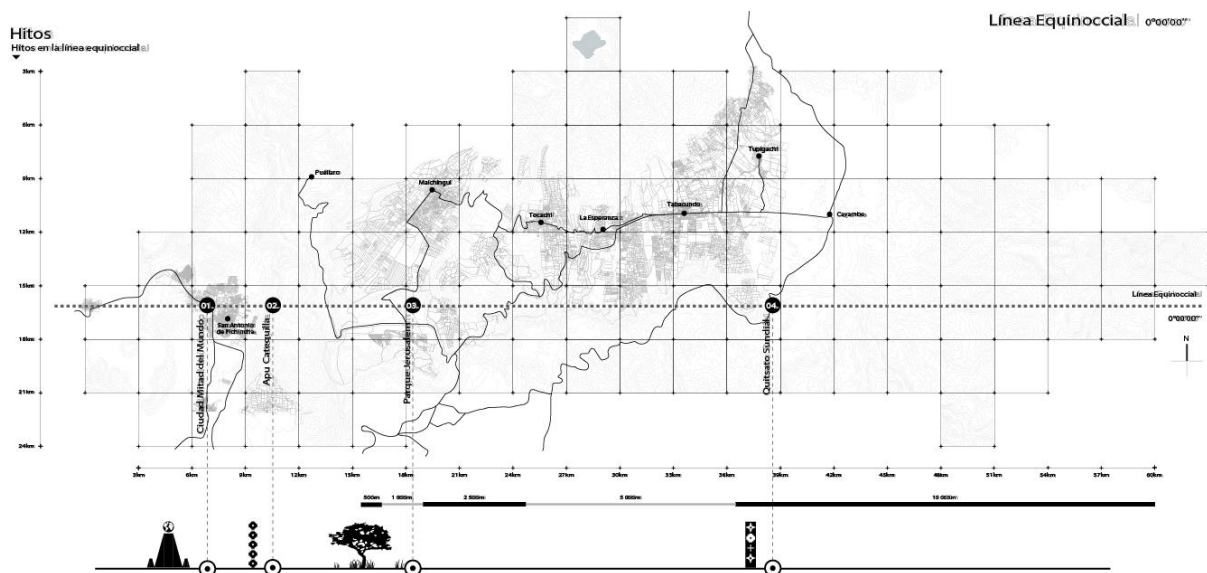 Hitos
Hitos en la línea equinoccial
Línea Equinoccial 0°00'00"
3km
6km
9km
12km
15km
18km
21km
24km
Puéllaro
Malchinguí
Tocachi
La Esperanza
Tabacundo
Tupigachi
Cayambe
01.
02.
03.
04.
San Antonio
de Pichincha
Ciudad Mitad del Mundo
Apu Catequilla
Parque Jerusalem
Quitsato Sundial
Línea Equinoccial
0°00'00"
N
3km 6km 9km 12km 15km 18km 21km 24km 27km 30km 33km 36km 39km 42km 45km 48km 51km 54km 57km 60km
500m 1 000m 2 500m 5 000m 10 000m